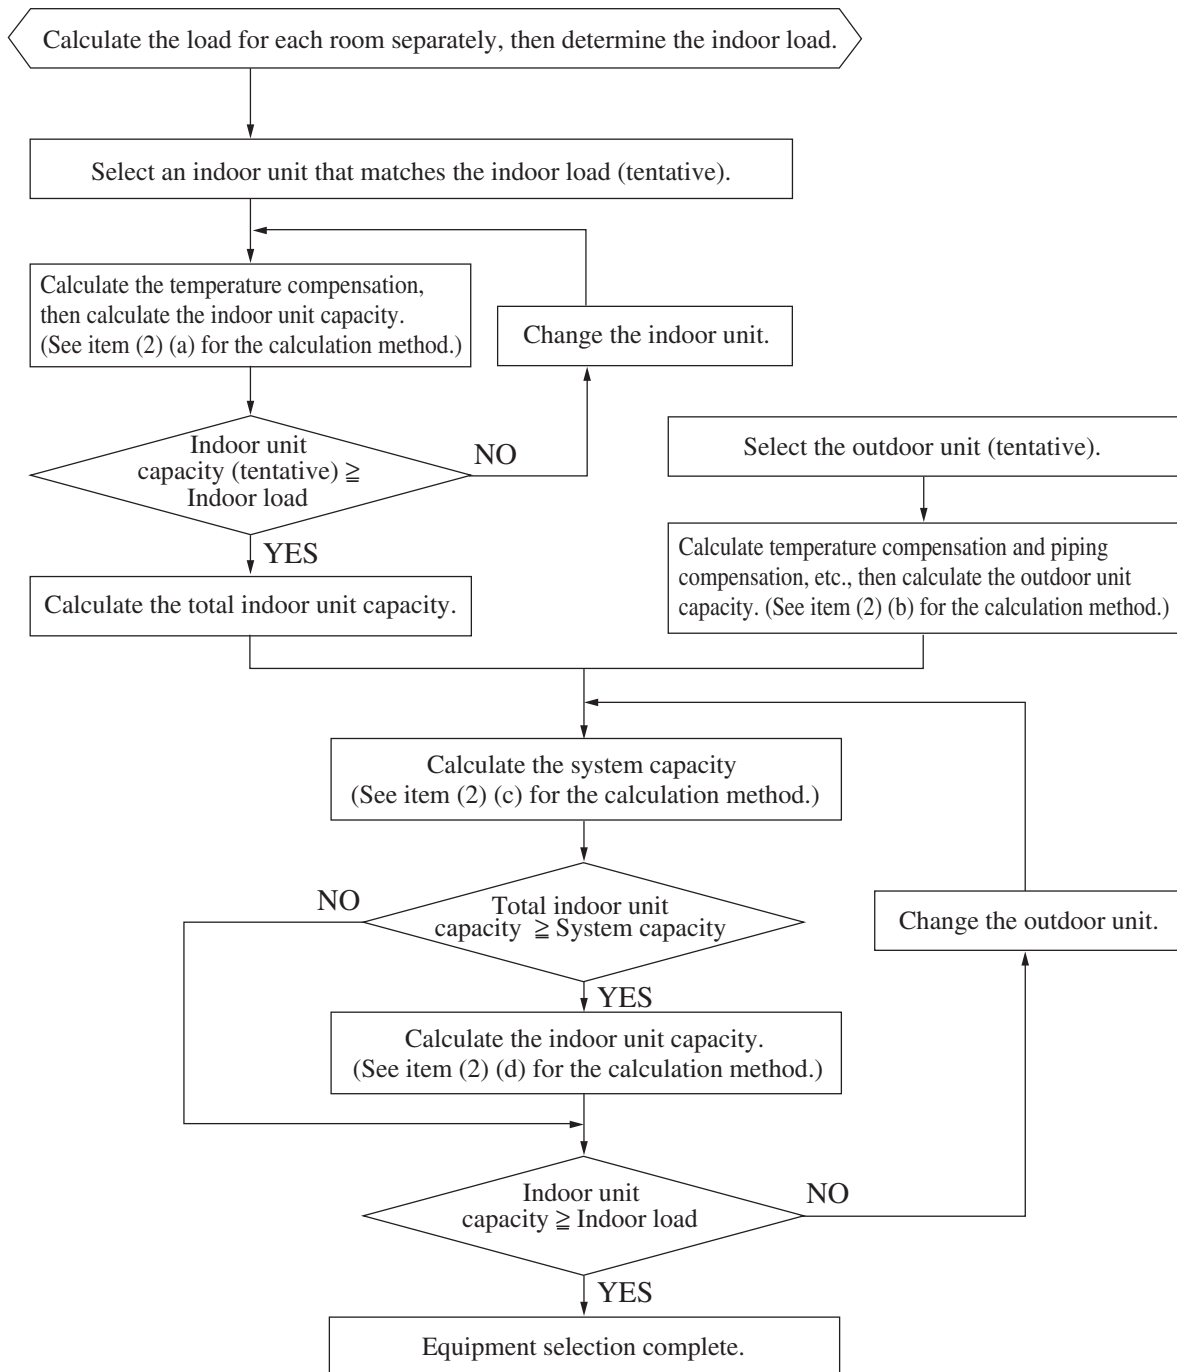 Calculate the load for each room separately, then determine the indoor load.
Select an indoor unit that matches the indoor load (tentative).
Calculate the temperature compensation,
then calculate the indoor unit capacity.
(See item (2) (a) for the calculation method.)
Change the indoor unit.
Indoor unit
capacity (tentative) ≧
Indoor load
NO
YES
Calculate the total indoor unit capacity.
Select the outdoor unit (tentative).
Calculate temperature compensation and piping
compensation, etc., then calculate the outdoor unit
capacity. (See item (2) (b) for the calculation method.)
Calculate the system capacity
(See item (2) (c) for the calculation method.)
NO
Total indoor unit
capacity ≧ System capacity
Change the outdoor unit.
YES
Calculate the indoor unit capacity.
(See item (2) (d) for the calculation method.)
Indoor unit
capacity ≧ Indoor load
NO
YES
Equipment selection complete.